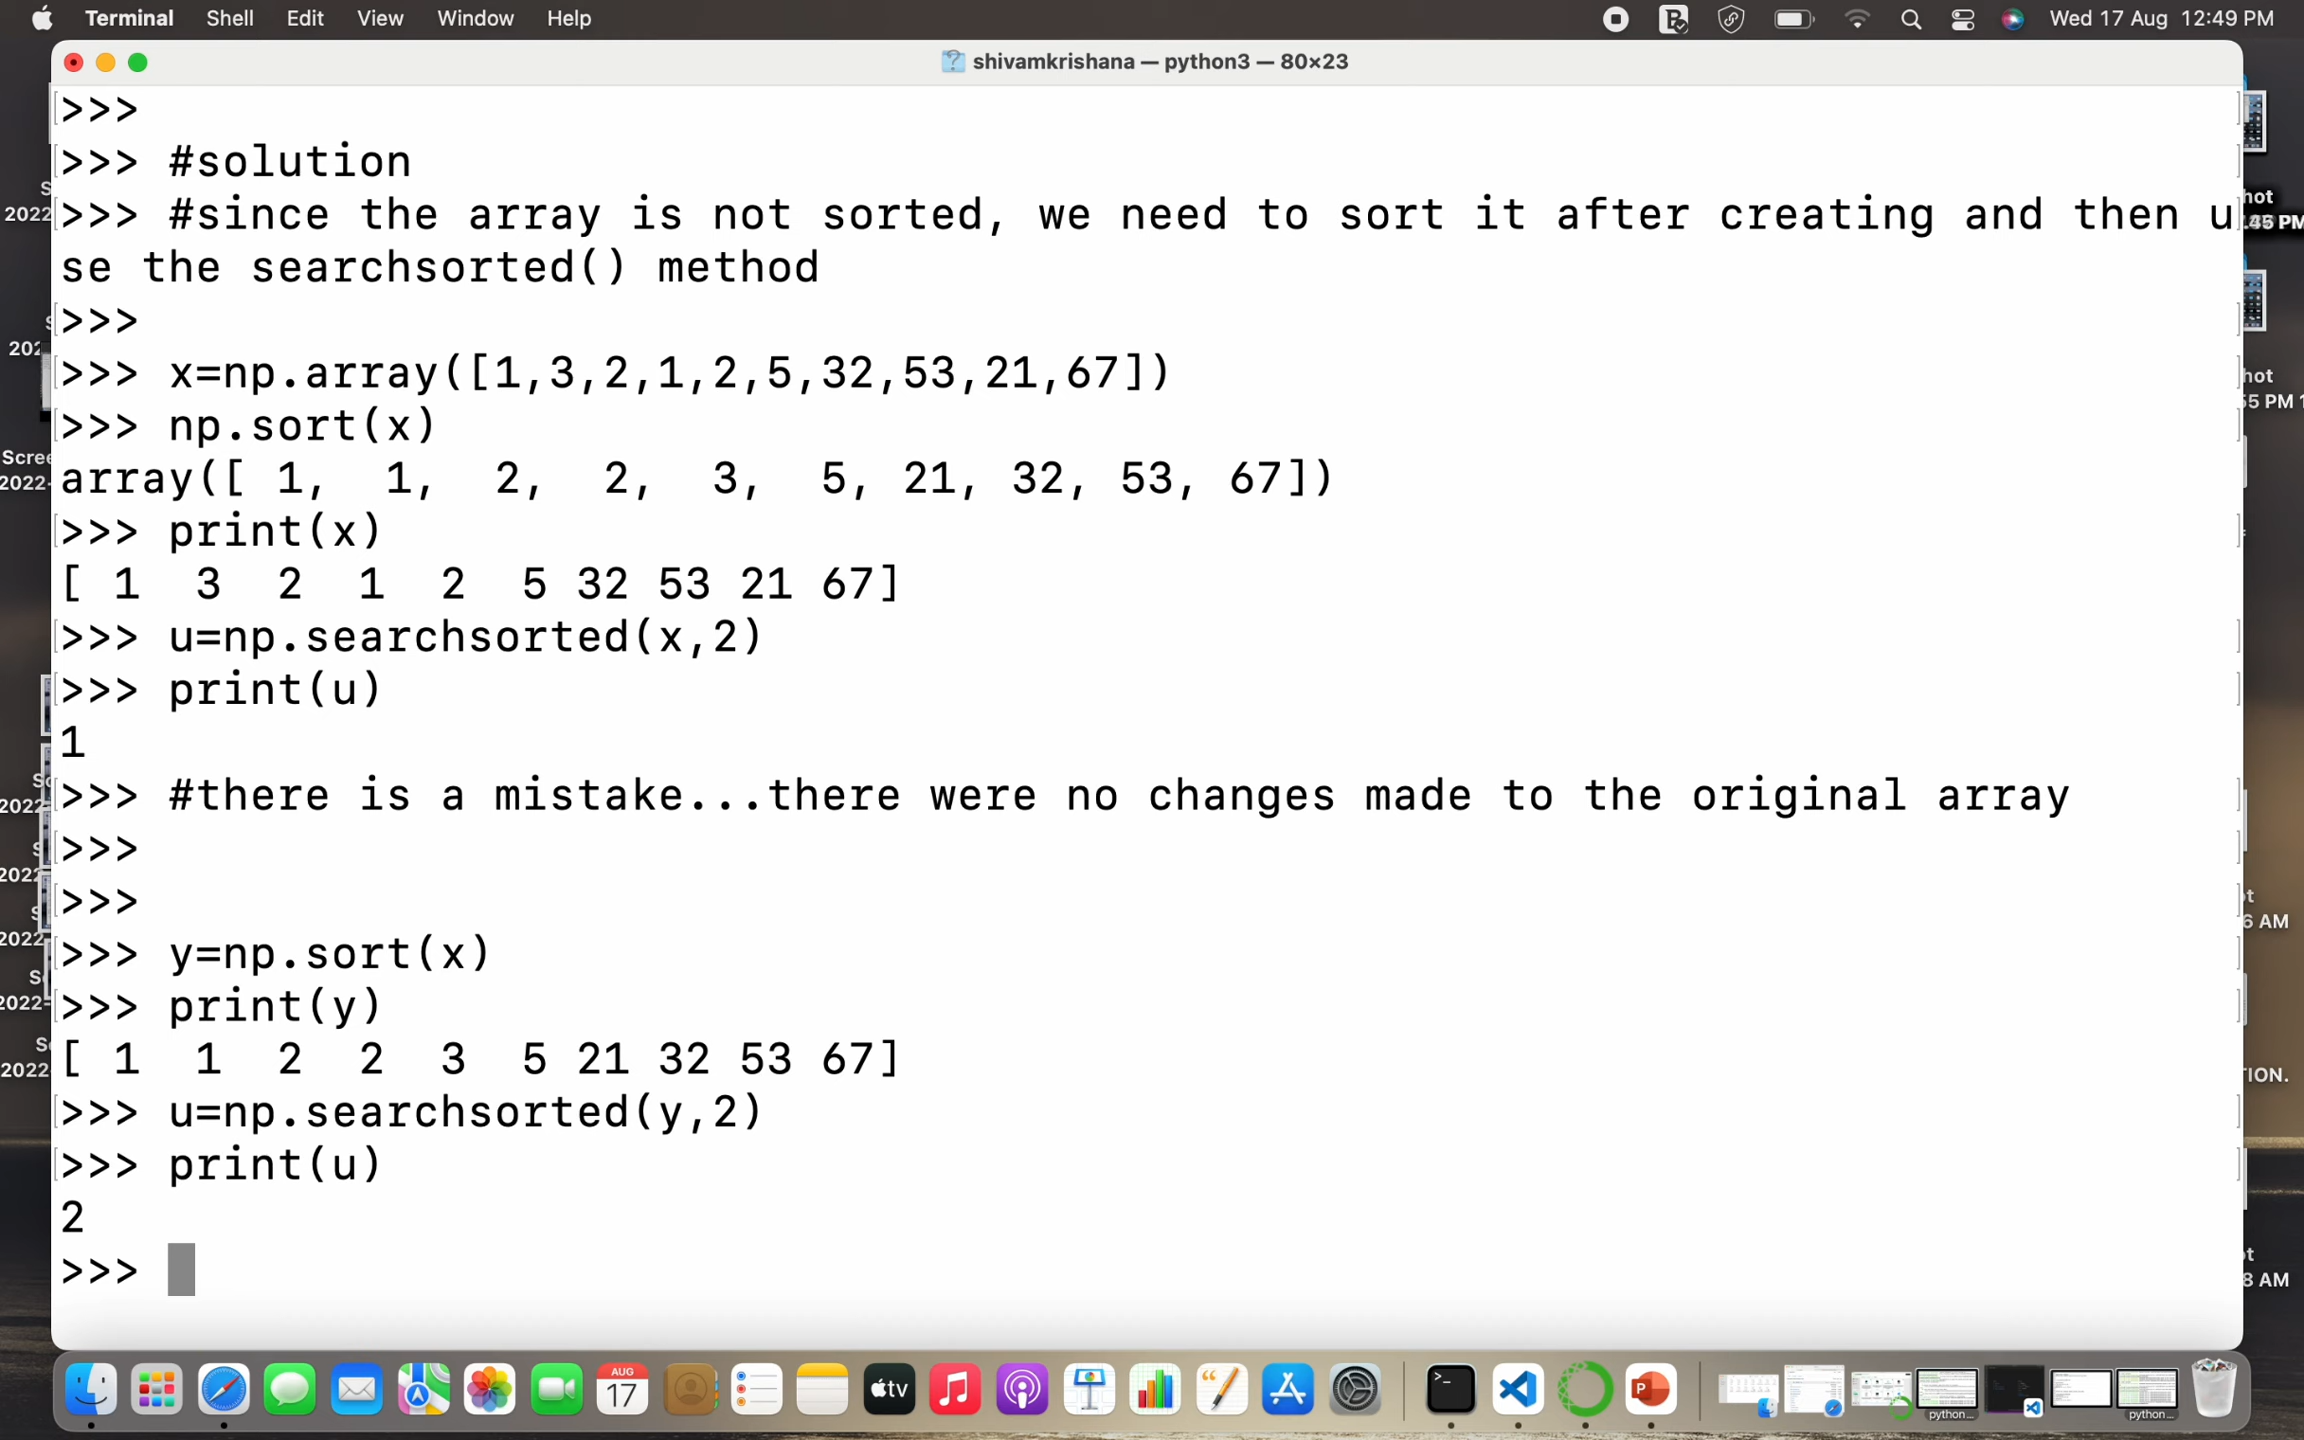 Terminal Shell Edit View Window Help Wed 17 Aug 12:49 PM
shivamkrishana — python3 — 80×23
>>>
>>> #solution
>>> #since the array is not sorted, we need to sort it after creating and then u
se the searchsorted() method
>>>
>>> x=np.array([1,3,2,1,2,5,32,53,21,67])
>>> np.sort(x)
array([ 1,  1,  2,  2,  3,  5, 21, 32, 53, 67])
>>> print(x)
[ 1  3  2  1  2  5 32 53 21 67]
>>> u=np.searchsorted(x,2)
>>> print(u)
1
>>> #there is a mistake...there were no changes made to the original array
>>>
>>>
>>> y=np.sort(x)
>>> print(y)
[ 1  1  2  2  3  5 21 32 53 67]
>>> u=np.searchsorted(y,2)
>>> print(u)
2
>>>
AUG
17
tv
python...
python...